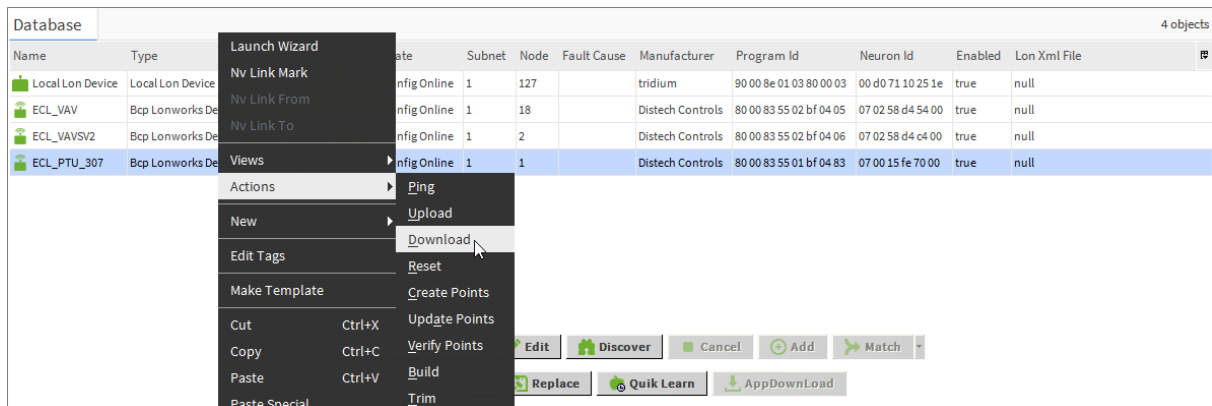 Database 4 objects
Name Type ate Subnet Node Fault Cause Manufacturer Program Id Neuron Id Enabled Lon Xml File
Local Lon Device Local Lon Device nfig Online 1 127 tridium 90 00 8e 01 03 80 00 03 00 d0 71 10 25 1e true null
ECL_VAV Bcp Lonworks De nfig Online 1 18 Distech Controls 80 00 83 55 02 bf 04 05 07 02 58 d4 54 00 true null
ECL_VAVSV2 Bcp Lonworks De nfig Online 1 2 Distech Controls 80 00 83 55 02 bf 04 06 07 02 58 d4 c4 00 true null
ECL_PTU_307 Bcp Lonworks De nfig Online 1 1 Distech Controls 80 00 83 55 01 bf 04 83 07 00 15 fe 70 00 true null
Launch Wizard
Nv Link Mark
Nv Link From
Nv Link To
Views
Actions
New
Edit Tags
Make Template
Cut Ctrl+X
Copy Ctrl+C
Paste Ctrl+V
Paste Special
Ping
Upload
Download
Reset
Create Points
Update Points
Verify Points
Build
Trim
Edit Discover Cancel Add Match
Replace Quik Learn AppDownLoad